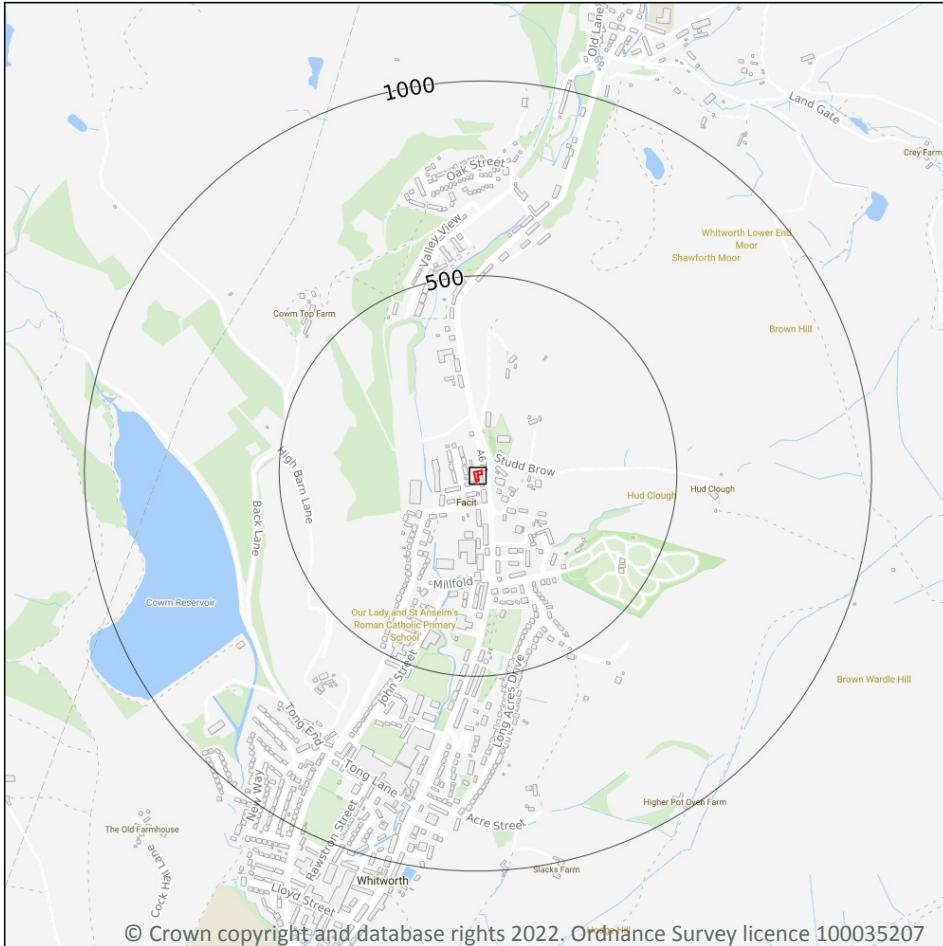 Old Lane
1000
Land Gate
Crey Farm
Oak Street
Valley View
Whitworth Lower End
Moor
Shawforth Moor
500
Cowm Top Farm
Brown Hill
High Barn Lane
Studd Brow
Hud Clough
Hud Clough
Facit
Back Lane
Millfold
Cowm Reservoir
Our Lady and St Anselm's
Roman Catholic Primary
School
John Street
Long Acres Drive
Brown Wardle Hill
Tong End
New Way
Tong Lane
Higher Pot Oven Farm
Acre Street
The Old Farmhouse
Rawstron Street
Cock Hall Lane
Slacks Farm
Whitworth
Lloyd Street
© Crown copyright and database rights 2022. Ordnance Survey licence 100035207